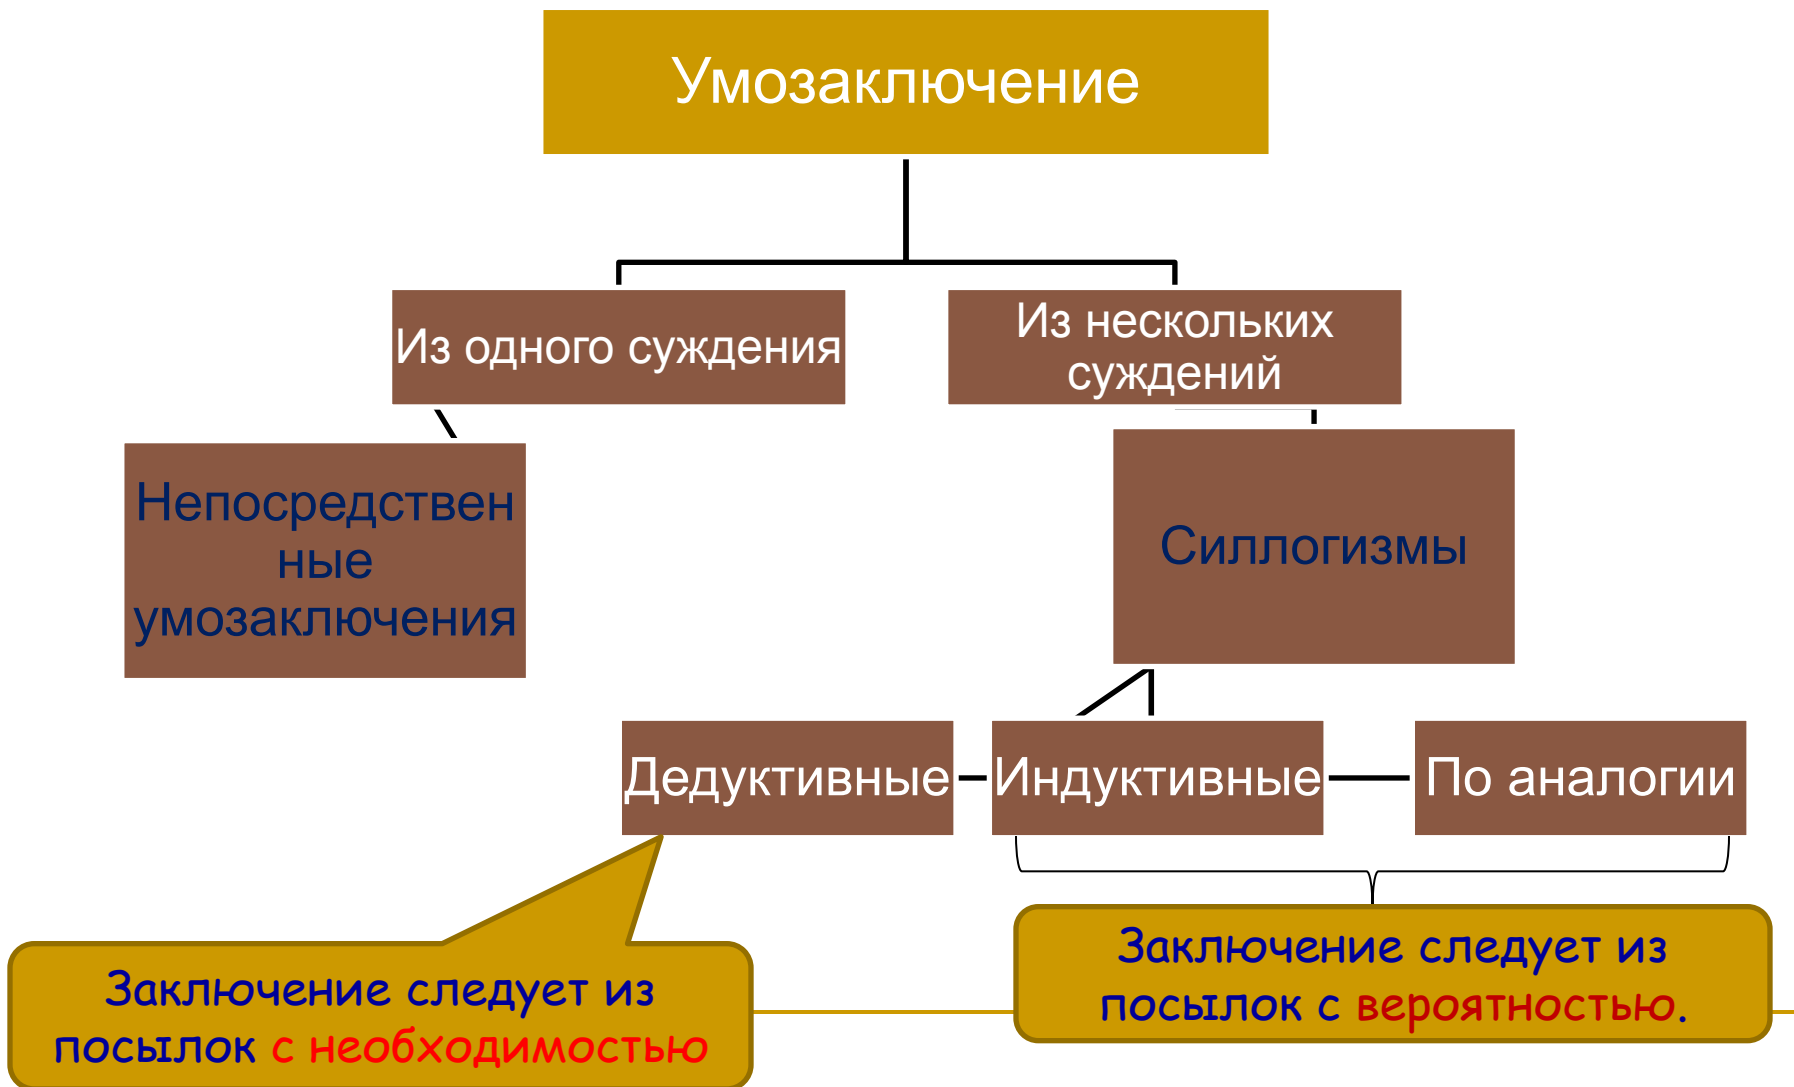 Умозаключение
Из одного суждения
Из нескольких
суждений
Непосредствен
ные
умозаключения
Силлогизмы
Дедуктивные
Индуктивные
По аналогии
Заключение следует из
посылок с необходимостью
Заключение следует из
посылок с вероятностью.